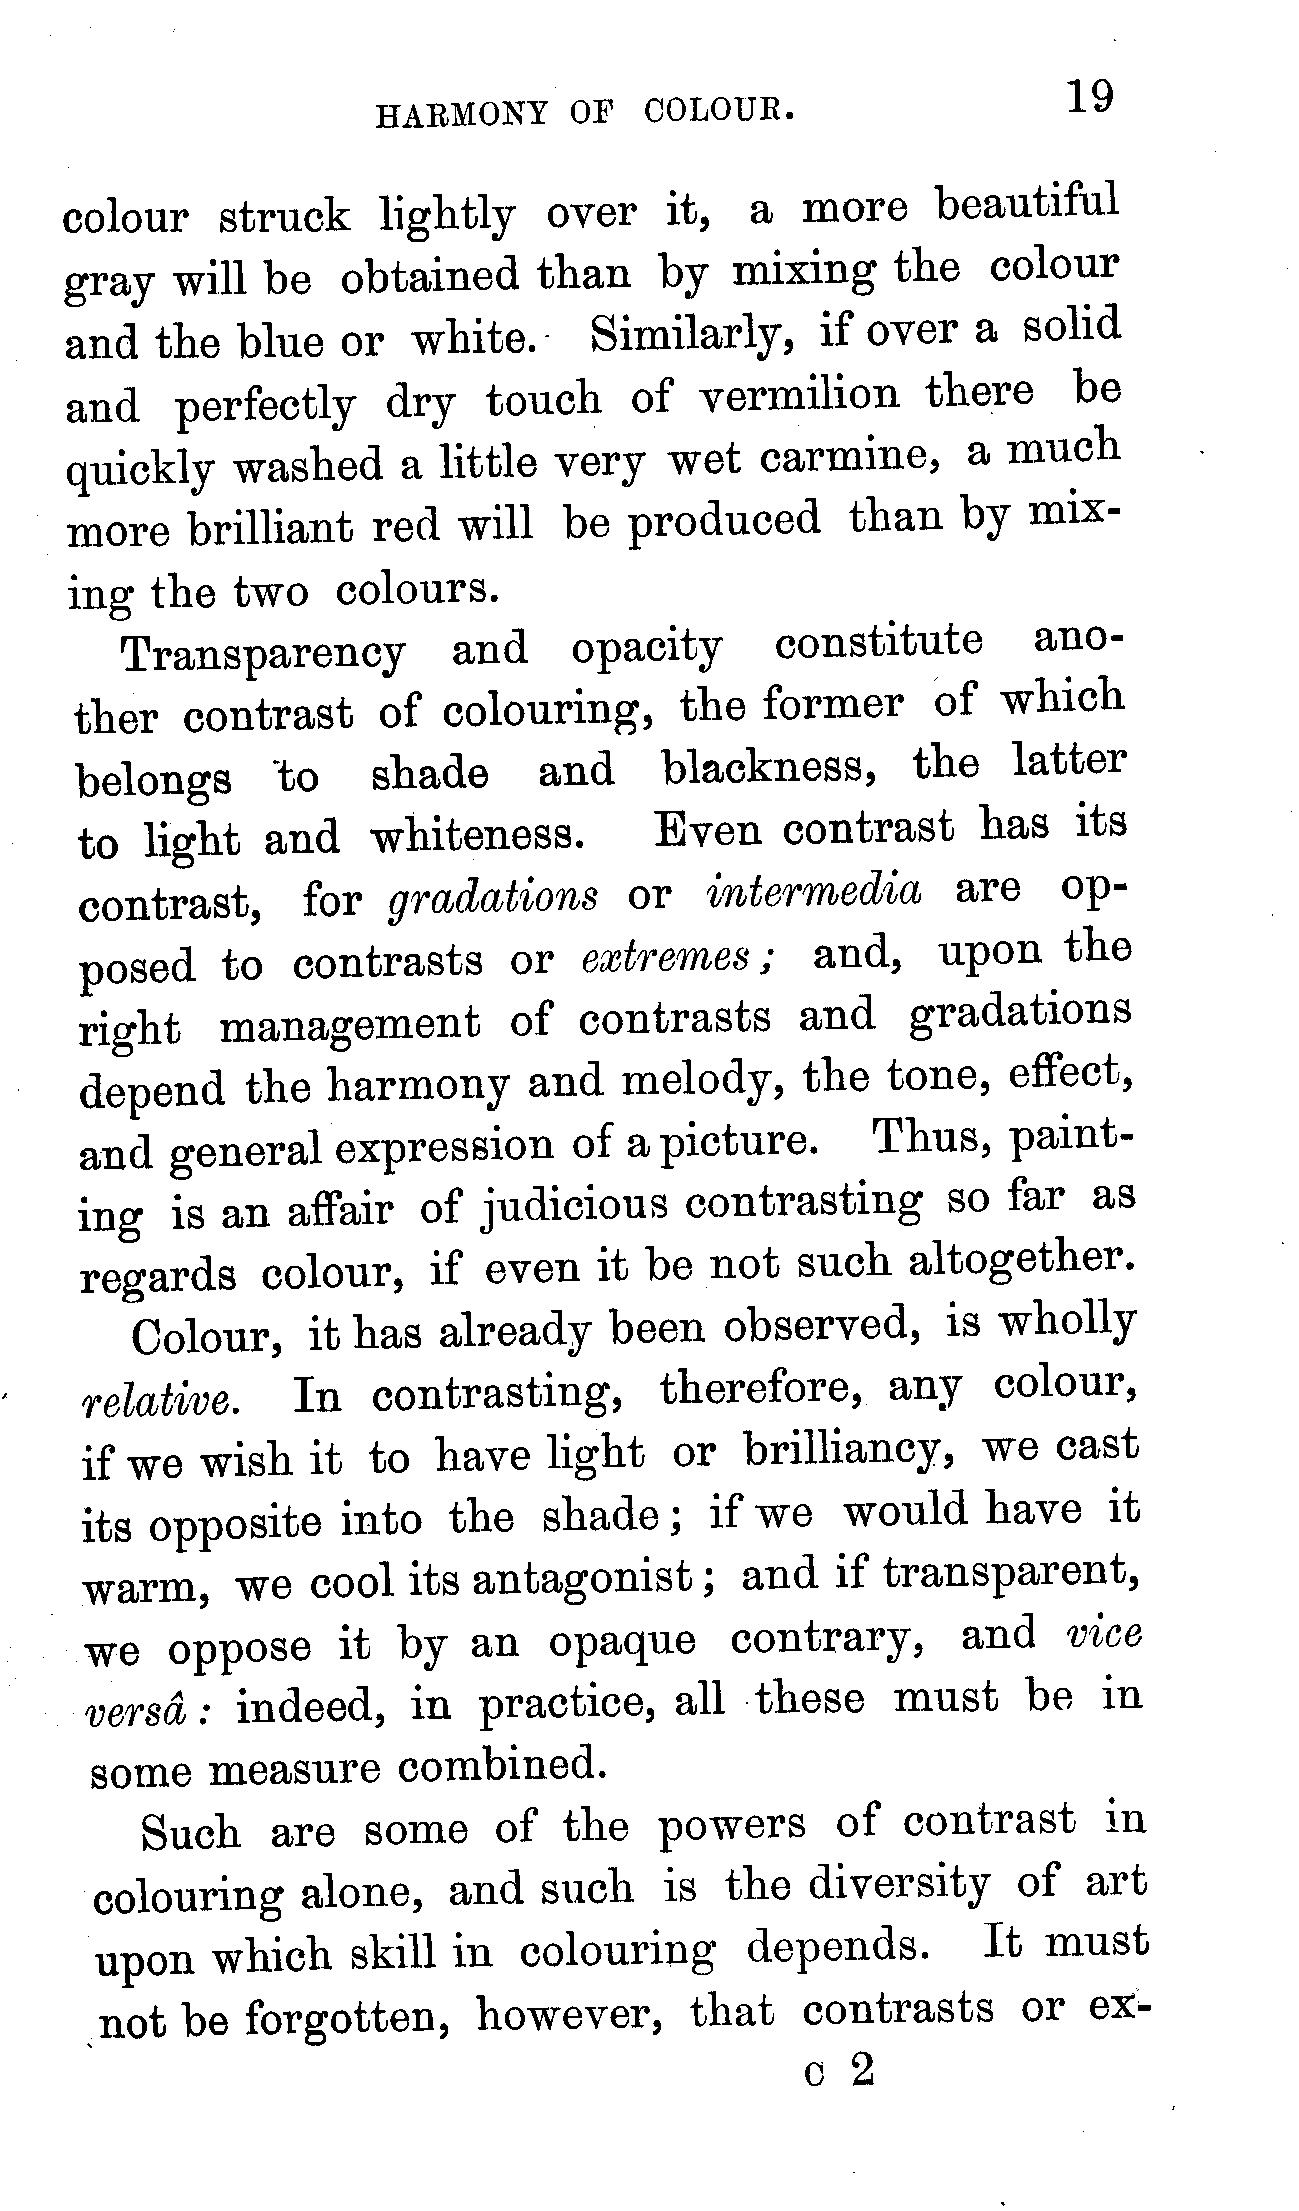 HARMONY OF COLOUR. 19
colour struck lightly over it, a more beautiful
gray will be obtained than by mixing the colour
and the blue or white. Similarly, if over a solid
and perfectly dry touch of vermilion there be
quickly washed a little very wet carmine, a much
more brilliant red will be produced than by mix-
ing the two colours.
Transparency and opacity constitute ano-
ther contrast of colouring, the former of which
belongs to shade and blackness, the latter
to light and whiteness. Even contrast has its
contrast, for gradations or intermedia are op-
posed to contrasts or extremes; and, upon the
right management of contrasts and gradations
depend the harmony and melody, the tone, effect,
and general expression of a picture. Thus, paint-
ing is an affair of judicious contrasting so far as
regards colour, if even it be not such altogether.
Colour, it has already been observed, is wholly
relative. In contrasting, therefore, any colour,
if we wish it to have light or brilliancy, we cast
its opposite into the shade; if we would have it
warm, we cool its antagonist; and if transparent,
we oppose it by an opaque contrary, and vice
versâ: indeed, in practice, all these must be in
some measure combined.
Such are some of the powers of contrast in
colouring alone, and such is the diversity of art
upon which skill in colouring depends. It must
not be forgotten, however, that contrasts or ex-
C 2